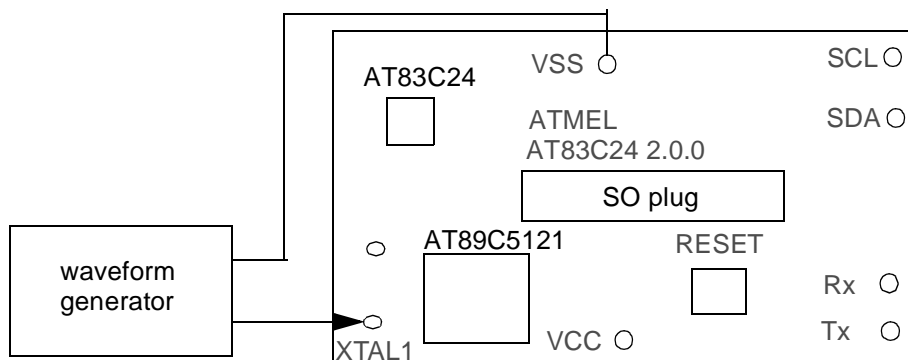 VSS
SCL
AT83C24
ATMEL
SDA
AT83C24 2.0.0
SO plug
AT89C5121
RESET
waveform
generator
Rx
Tx
VCC
XTAL1